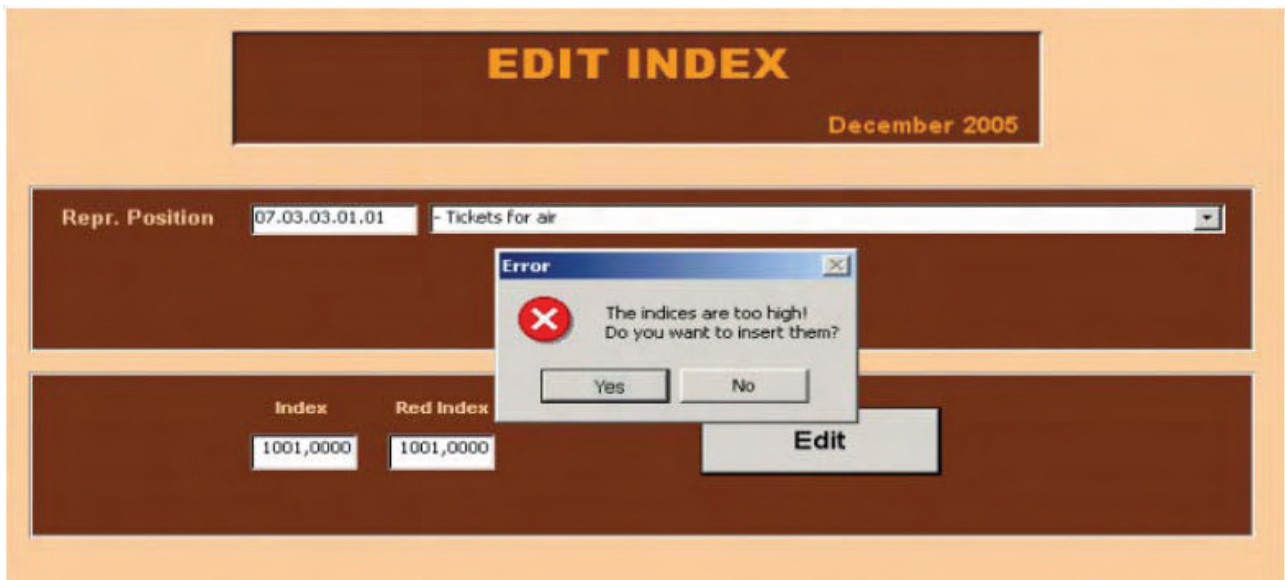 EDIT INDEX
December 2005
Repr. Position 07.03.03.01.01 - Tickets for air
Error
The indices are too high!
Do you want to insert them?
Yes No
Index Red Index
1001,0000 1001,0000
Edit